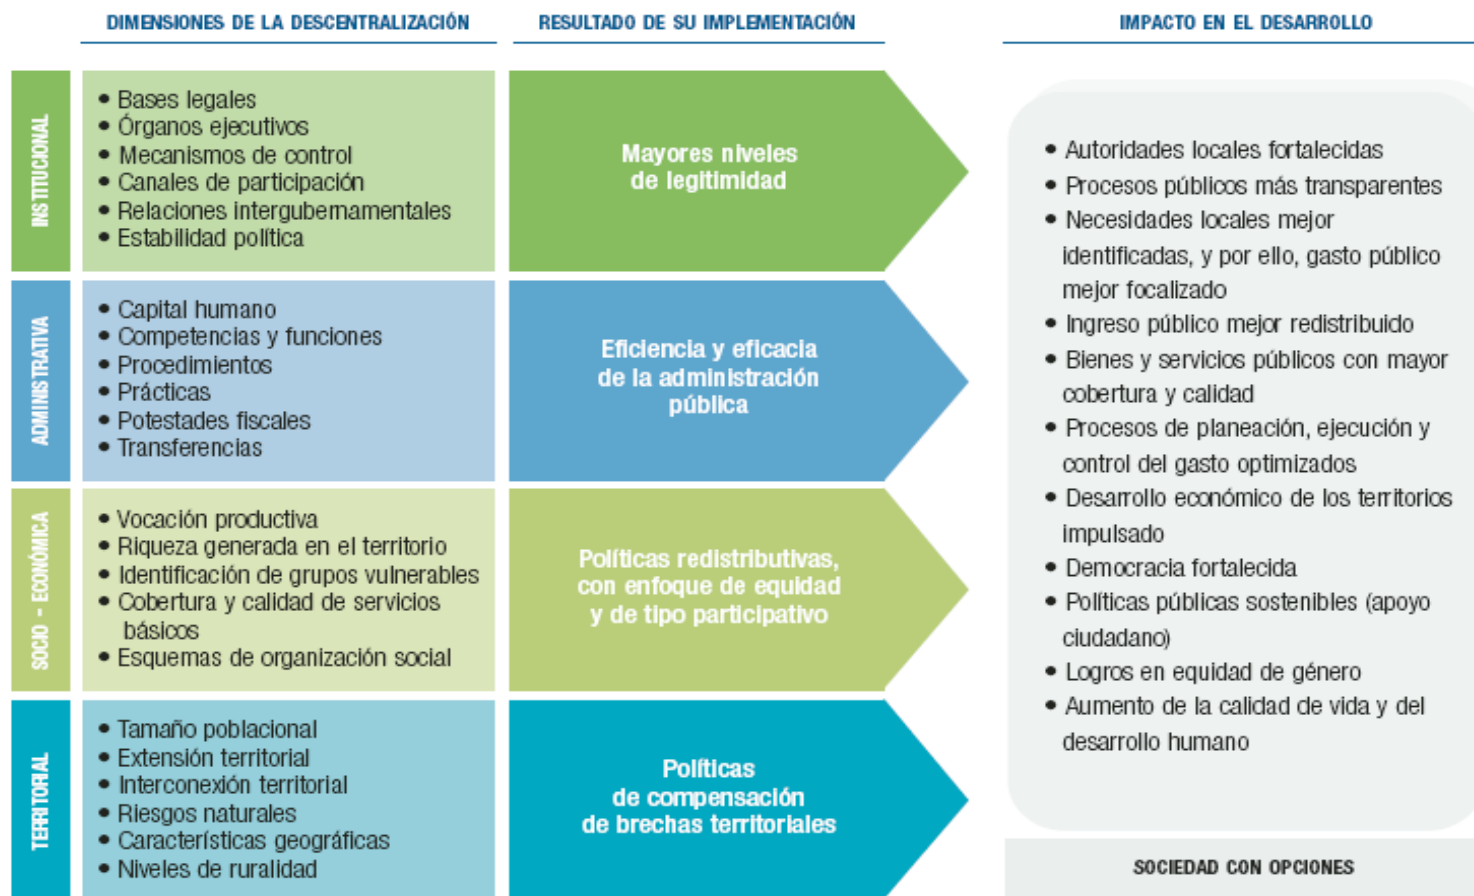 DIMENSIONES DE LA DESCENTRALIZACIÓN
RESULTADO DE SU IMPLEMENTACIÓN
IMPACTO EN EL DESARROLLO
INSTITUCIONAL
• Bases legales
• Órganos ejecutivos
• Mecanismos de control
• Canales de participación
• Relaciones intergubernamentales
• Estabilidad política
Mayores niveles
de legitimidad
ADMINISTRATIVA
• Capital humano
• Competencias y funciones
• Procedimientos
• Prácticas
• Potestades fiscales
• Transferencias
Eficiencia y eficacia
de la administración
pública
SOCIO - ECONÓMICA
• Vocación productiva
• Riqueza generada en el territorio
• Identificación de grupos vulnerables
• Cobertura y calidad de servicios
básicos
• Esquemas de organización social
Políticas redistributivas,
con enfoque de equidad
y de tipo participativo
TERRITORIAL
• Tamaño poblacional
• Extensión territorial
• Interconexión territorial
• Riesgos naturales
• Características geográficas
• Niveles de ruralidad
Políticas
de compensación
de brechas territoriales
• Autoridades locales fortalecidas
• Procesos públicos más transparentes
• Necesidades locales mejor
identificadas, y por ello, gasto público
mejor focalizado
• Ingreso público mejor redistribuido
• Bienes y servicios públicos con mayor
cobertura y calidad
• Procesos de planeación, ejecución y
control del gasto optimizados
• Desarrollo económico de los territorios
impulsado
• Democracia fortalecida
• Políticas públicas sostenibles (apoyo
ciudadano)
• Logros en equidad de género
• Aumento de la calidad de vida y del
desarrollo humano
SOCIEDAD CON OPCIONES